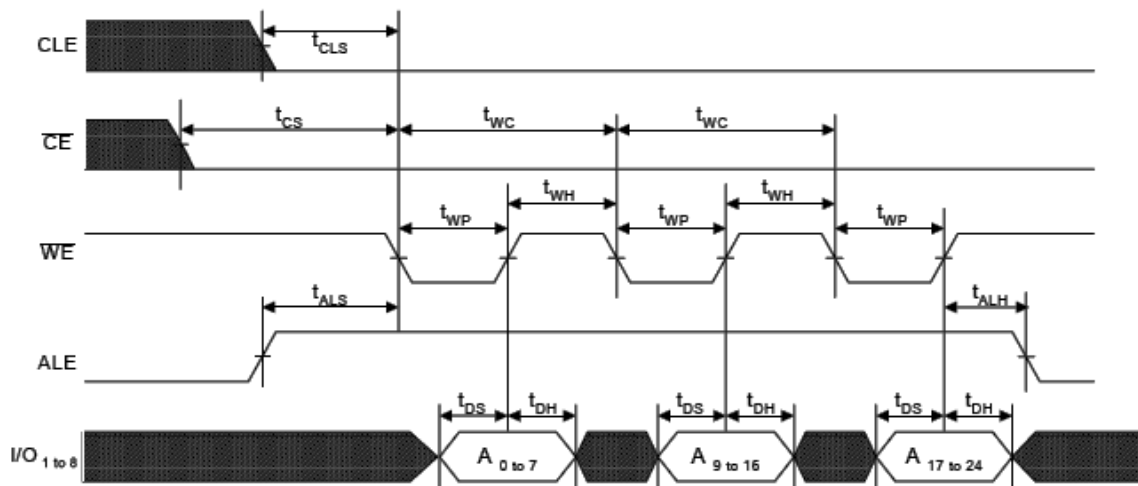 CLE
tCLS
CE
tCS
tWC
tWC
WE
tWP
tWH
tWP
tWH
tWP
ALE
tALS
tALH
I/O 1 to 8
tDS
tDH
tDS
tDH
tDS
tDH
A 0 to 7
A 9 to 16
A 17 to 24